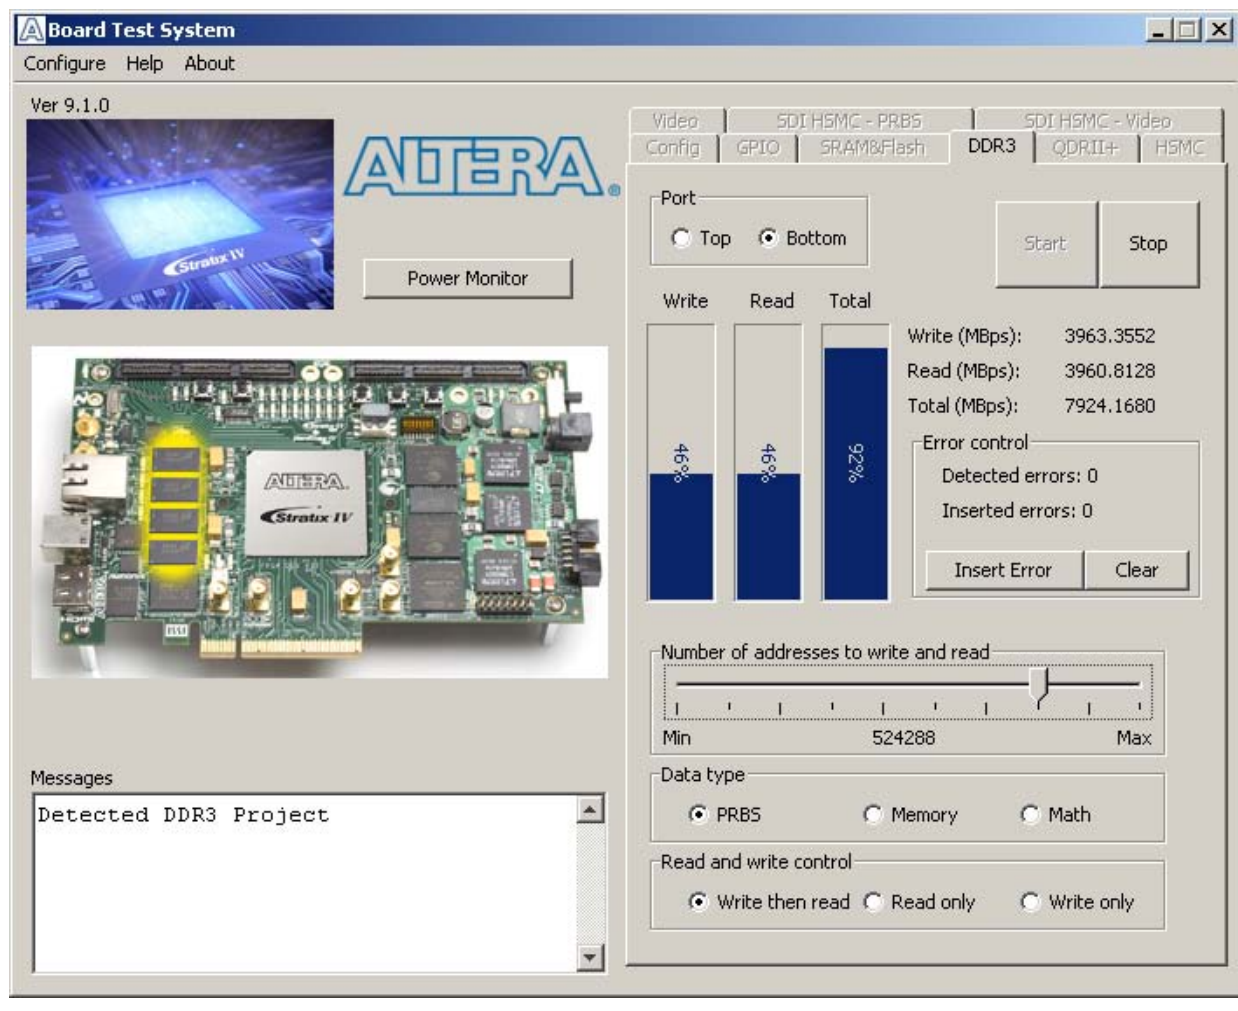 Board Test System
Configure Help About
Ver 9.1.0
Stratix IV
ALTERA®
Power Monitor
ALTERA
Stratix IV
HDMI
Messages
Detected DDR3 Project
Video SDI HSMC - PRBS SDI HSMC - Video
Config GPIO SRAM&Flash DDR3 QDRII+ HSMC
Port
Top Bottom
Start Stop
Write Read Total
46% 46% 92%
Write (MBps): 3963.3552
Read (MBps): 3960.8128
Total (MBps): 7924.1680
Error control
Detected errors: 0
Inserted errors: 0
Insert Error Clear
Number of addresses to write and read
Min 524288 Max
Data type
PRBS Memory Math
Read and write control
Write then read Read only Write only